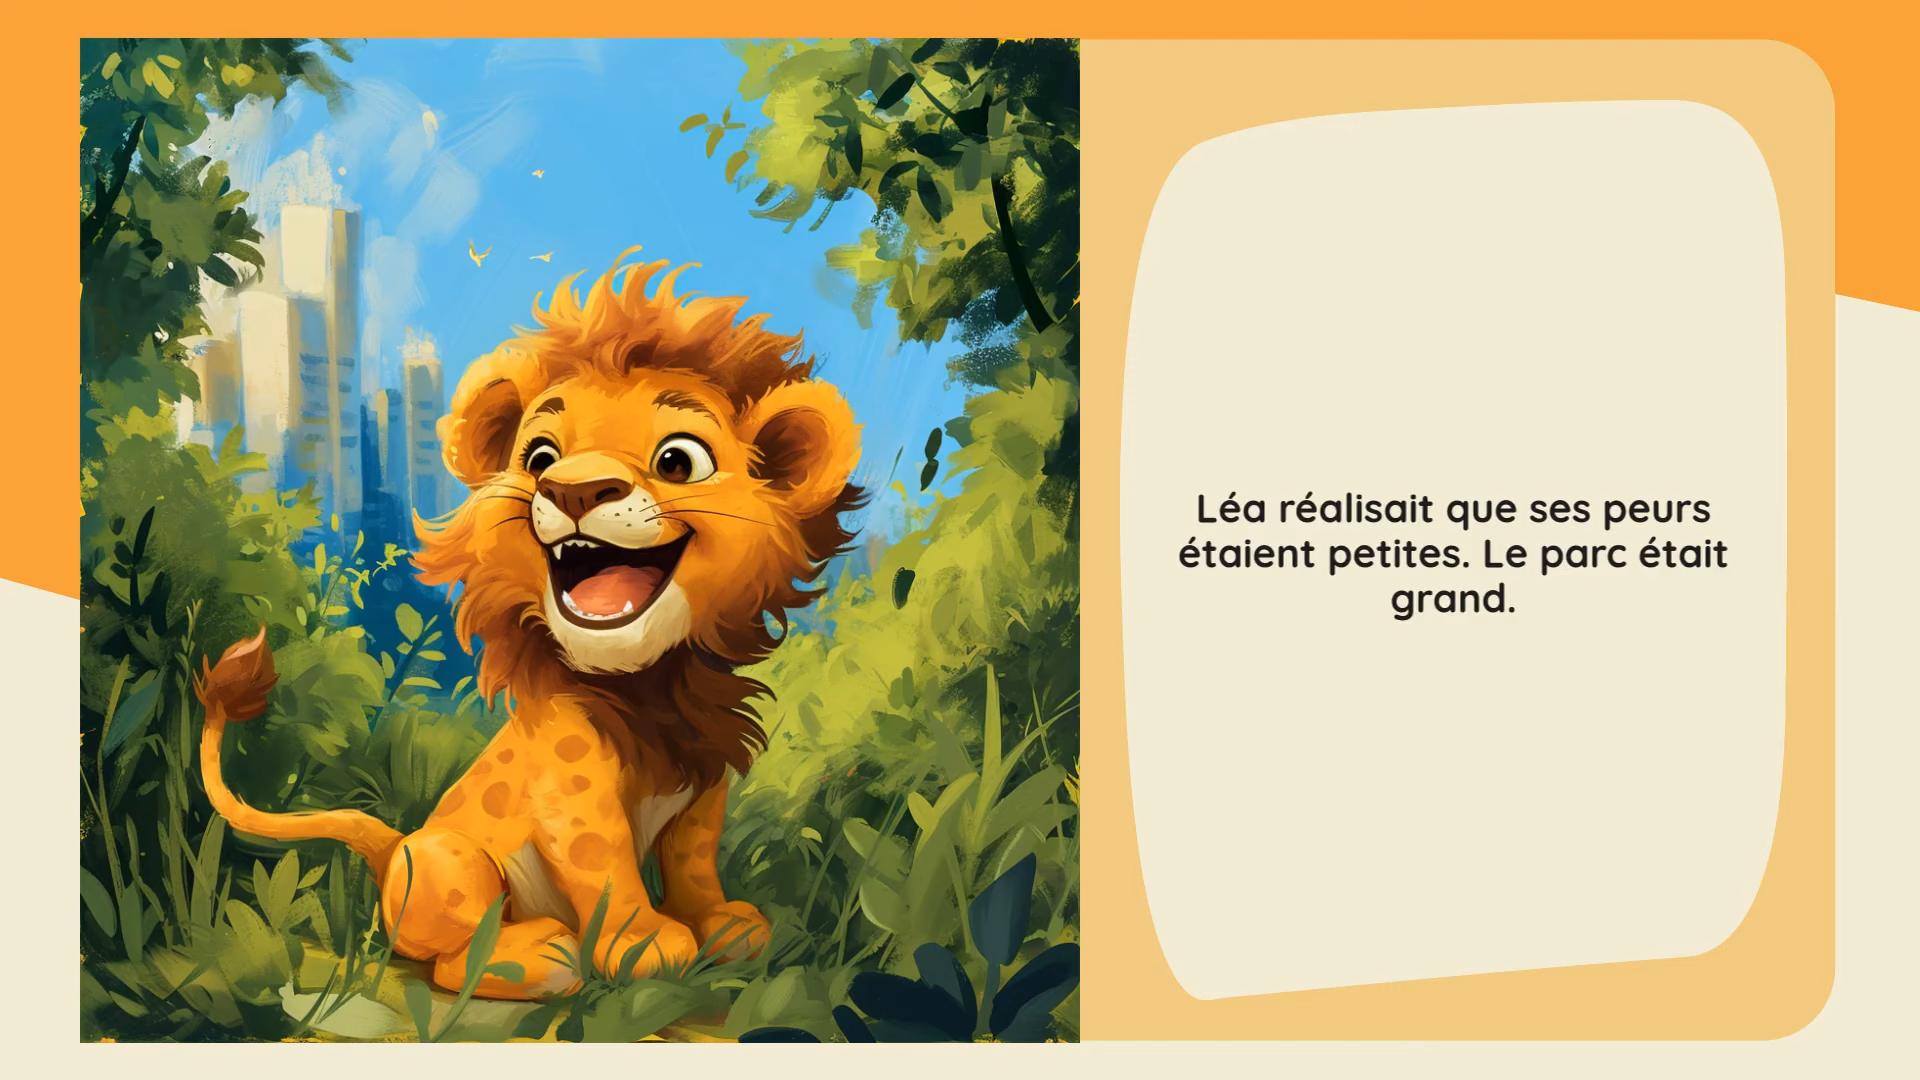 Léa réalisait que ses peurs
étaient petites. Le parc était
grand.